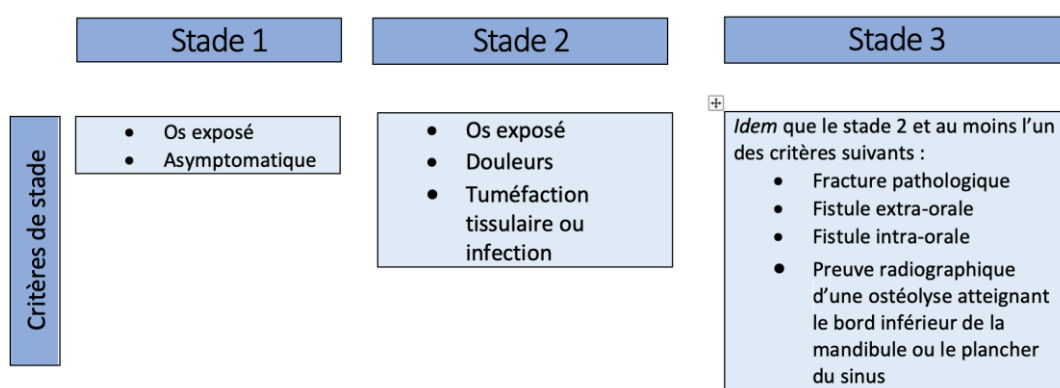 Stade 1
Stade 2
Stade 3
Critères de stade
• Os exposé
• Asymptomatique
• Os exposé
• Douleurs
• Tuméfaction
tissulaire ou
infection
Idem que le stade 2 et au moins l’un
des critères suivants :
• Fracture pathologique
• Fistule extra-orale
• Fistule intra-orale
• Preuve radiographique
d’une ostéolyse atteignant
le bord inférieur de la
mandibule ou le plancher
du sinus